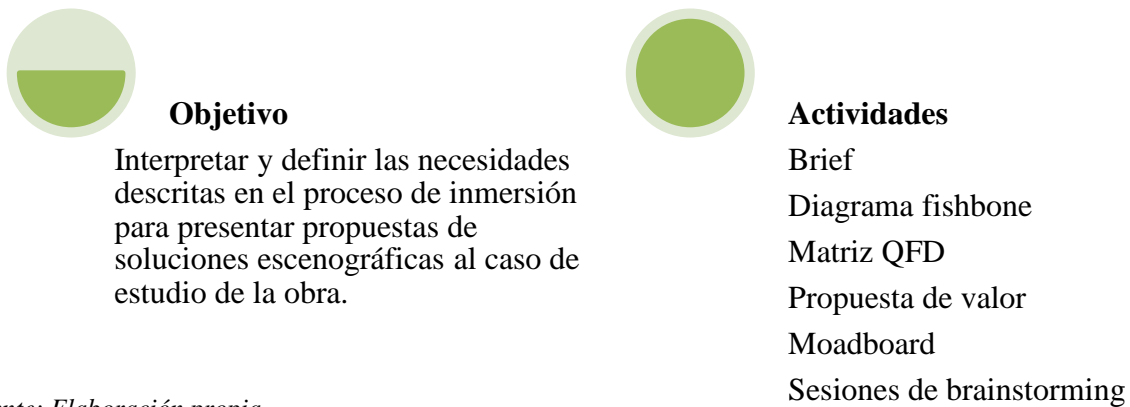 Objetivo
Interpretar y definir las necesidades
descritas en el proceso de inmersión
para presentar propuestas de
soluciones escenográficas al caso de
estudio de la obra.
Actividades
Brief
Diagrama fishbone
Matriz QFD
Propuesta de valor
Moadboard
Sesiones de brainstorming
Elaboración propia